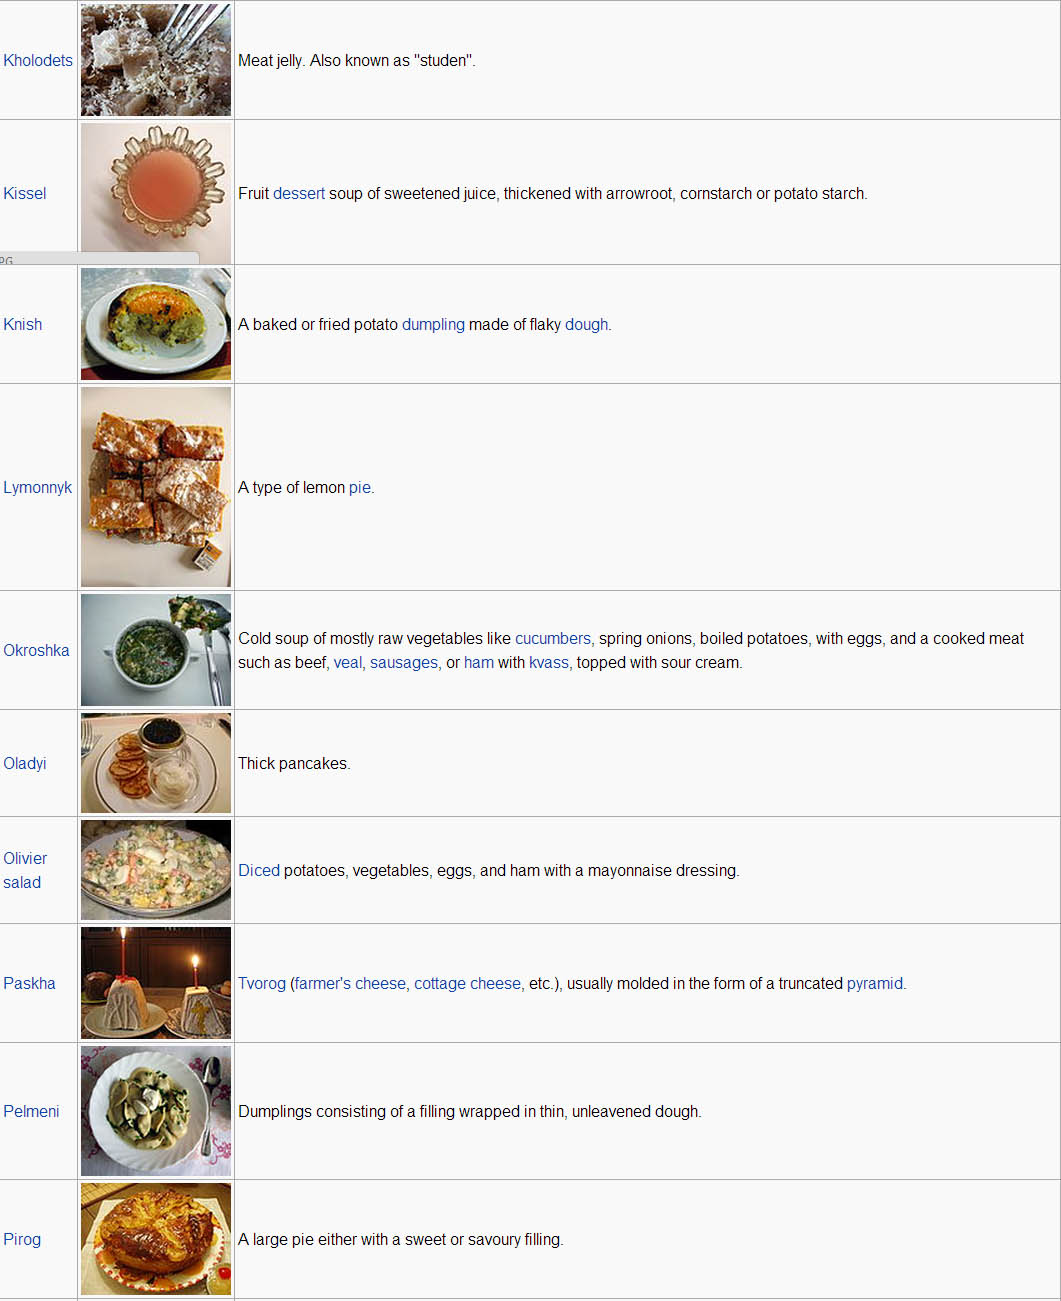 Kholodets
Meat jelly. Also known as "studen".
Kissel
Fruit dessert soup of sweetened juice, thickened with arrowroot, cornstarch or potato starch.
PG
Knish
A baked or fried potato dumpling made of flaky dough.
Lymonnyk
A type of lemon pie.
Okroshka
Cold soup of mostly raw vegetables like cucumbers, spring onions, boiled potatoes, with eggs, and a cooked meat
such as beef, veal, sausages, or ham with kvass, topped with sour cream.
Oladyi
Thick pancakes.
Olivier
salad
Diced potatoes, vegetables, eggs, and ham with a mayonnaise dressing.
Paskha
Tvorog (farmer's cheese, cottage cheese, etc.), usually molded in the form of a truncated pyramid.
Pelmeni
Dumplings consisting of a filling wrapped in thin, unleavened dough.
Pirog
A large pie either with a sweet or savoury filling.